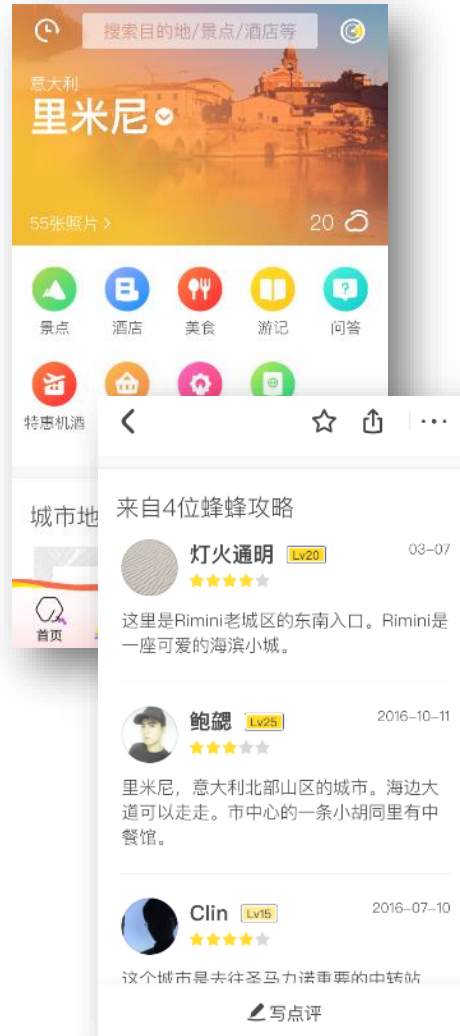 搜索目的地/景点/酒店等
意大利
里米尼
55张照片 >
20
景点 酒店 美食 游记 问答
特惠机酒
城市地
首页
来自4位蜂蜂攻略
灯火通明 Lv20 03-07
这里是Rimini老城区的东南入口。Rimini是
一座可爱的海滨小城。
鲍勰 Lv25 2016-10-11
里米尼，意大利北部山区的城市。海边大
道可以走走。市中心的一条小胡同里有中
餐馆。
Clin Lv15 2016-07-10
这个城市是去往圣马力诺重要的中转站
写点评